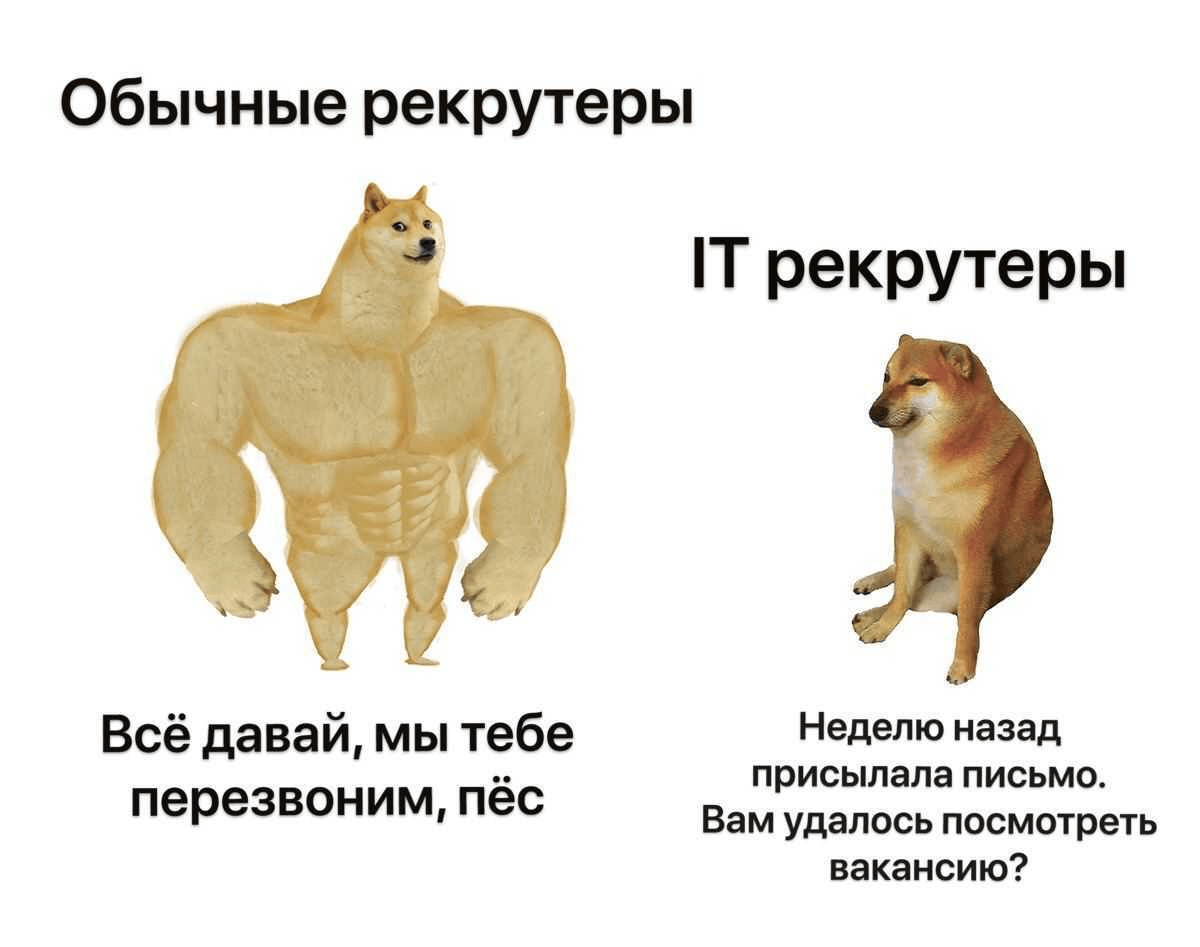 Обычные рекрутеры
IT рекрутеры
Всё давай, мы тебе
перезвоним, пёс
Неделю назад
присылала письмо.
Вам удалось посмотреть
вакансию?